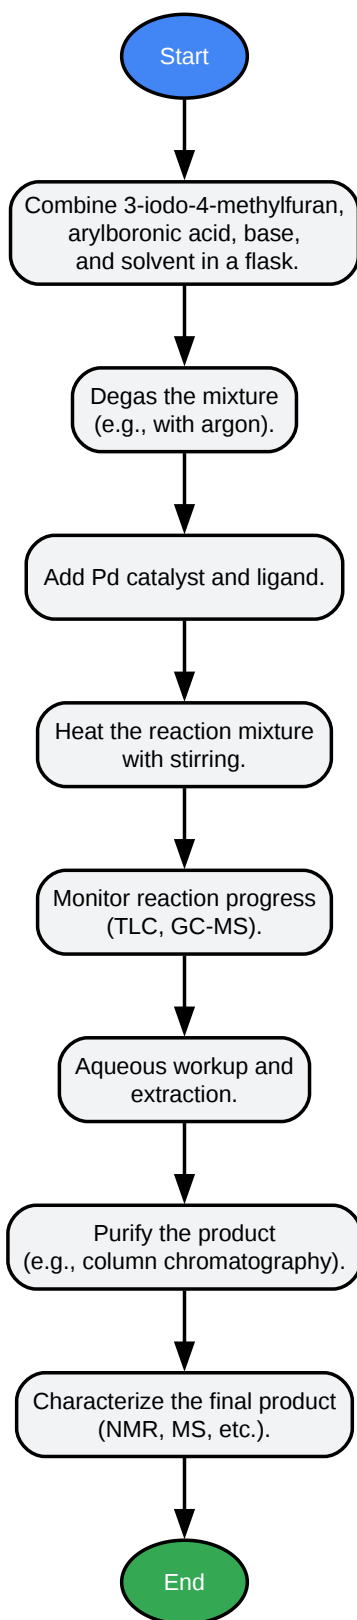 Start
Combine 3-iodo-4-methylfuran,
arylboronic acid, base,
and solvent in a flask.
Degas the mixture
(e.g., with argon).
Add Pd catalyst and ligand.
Heat the reaction mixture
with stirring.
Monitor reaction progress
(TLC, GC-MS).
Aqueous workup and
extraction.
Purify the product
(e.g., column chromatography).
Characterize the final product
(NMR, MS, etc.).
End